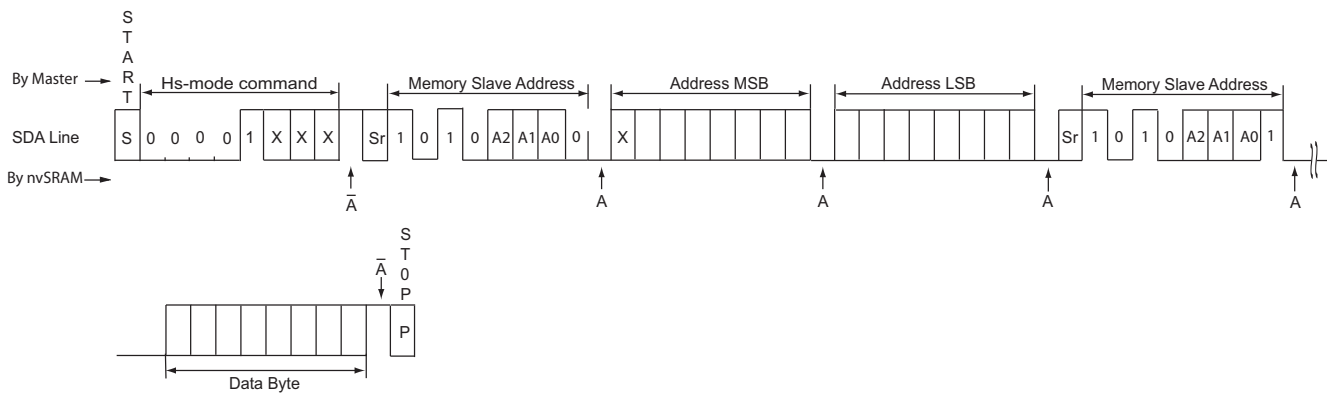 START
By Master
Hs-mode command
Memory Slave Address
Address MSB
Address LSB
Memory Slave Address
SDA Line
S 0 0 0 0 1 X X X Sr 1 0 1 0 A2 A1 A0 0 X Sr 1 0 1 0 A2 A1 A0 1
By nvSRAM
A̅ A A A A
A̅
ST0P
P
Data Byte